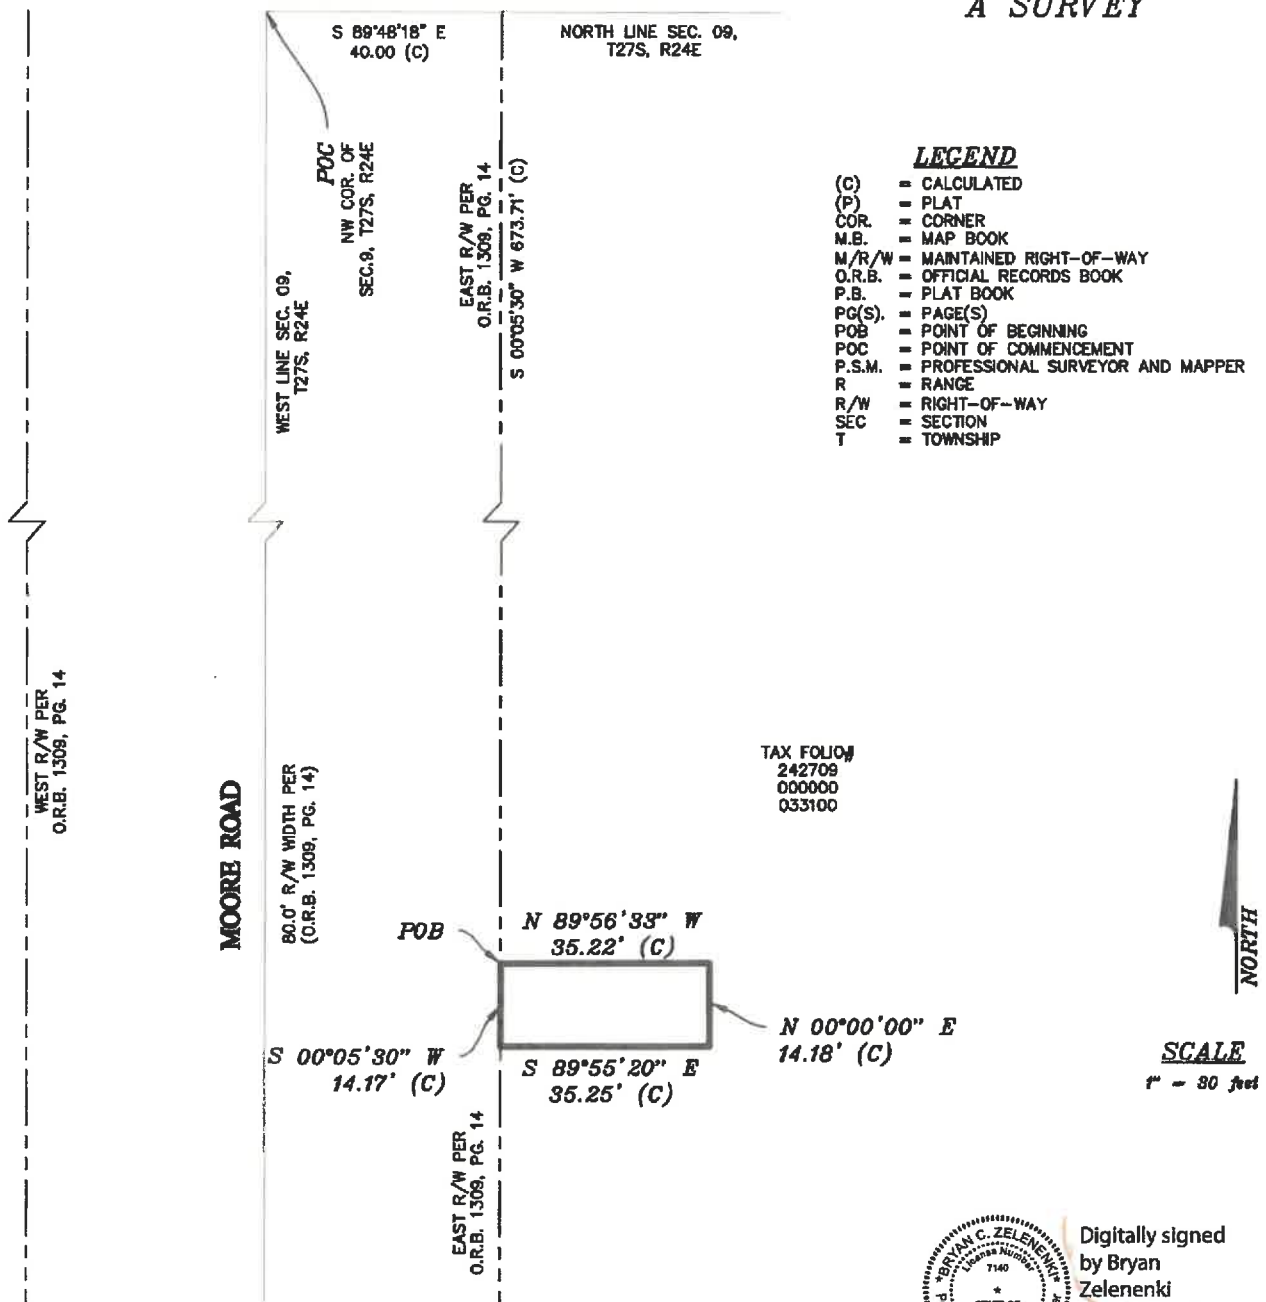 A SURVEY
S 89°48'18" E
40.00 (C)
NORTH LINE SEC. 09,
T27S, R24E
POC
NW COR. OF
SEC.9, T27S, R24E
WEST LINE SEC. 09,
T27S, R24E
EAST R/W PER
O.R.B. 1309, PG. 14
S 00°05'30" W 673.71' (C)
LEGEND
(C) = CALCULATED
(P) = PLAT
COR. = CORNER
M.B. = MAP BOOK
M/R/W = MAINTAINED RIGHT-OF-WAY
O.R.B. = OFFICIAL RECORDS BOOK
P.B. = PLAT BOOK
PG(S). = PAGE(S)
POB = POINT OF BEGINNING
POC = POINT OF COMMENCEMENT
P.S.M. = PROFESSIONAL SURVEYOR AND MAPPER
R = RANGE
R/W = RIGHT-OF-WAY
SEC = SECTION
T = TOWNSHIP
WEST R/W PER
O.R.B. 1309, PG. 14
MOORE ROAD
80.0' R/W WIDTH PER
(O.R.B. 1309, PG. 14)
TAX FOLIO#
242709
000000
033100
POB
N 89°56'33" W
35.22' (C)
N 00°00'00" E
14.18' (C)
S 00°05'30" W
14.17' (C)
S 89°55'20" E
35.25' (C)
EAST R/W PER
O.R.B. 1309, PG. 14
NORTH
SCALE
1" = 30 feet
BRYAN C. ZELENENKI
License Number
7140
Digitally signed
by Bryan
Zelenenki